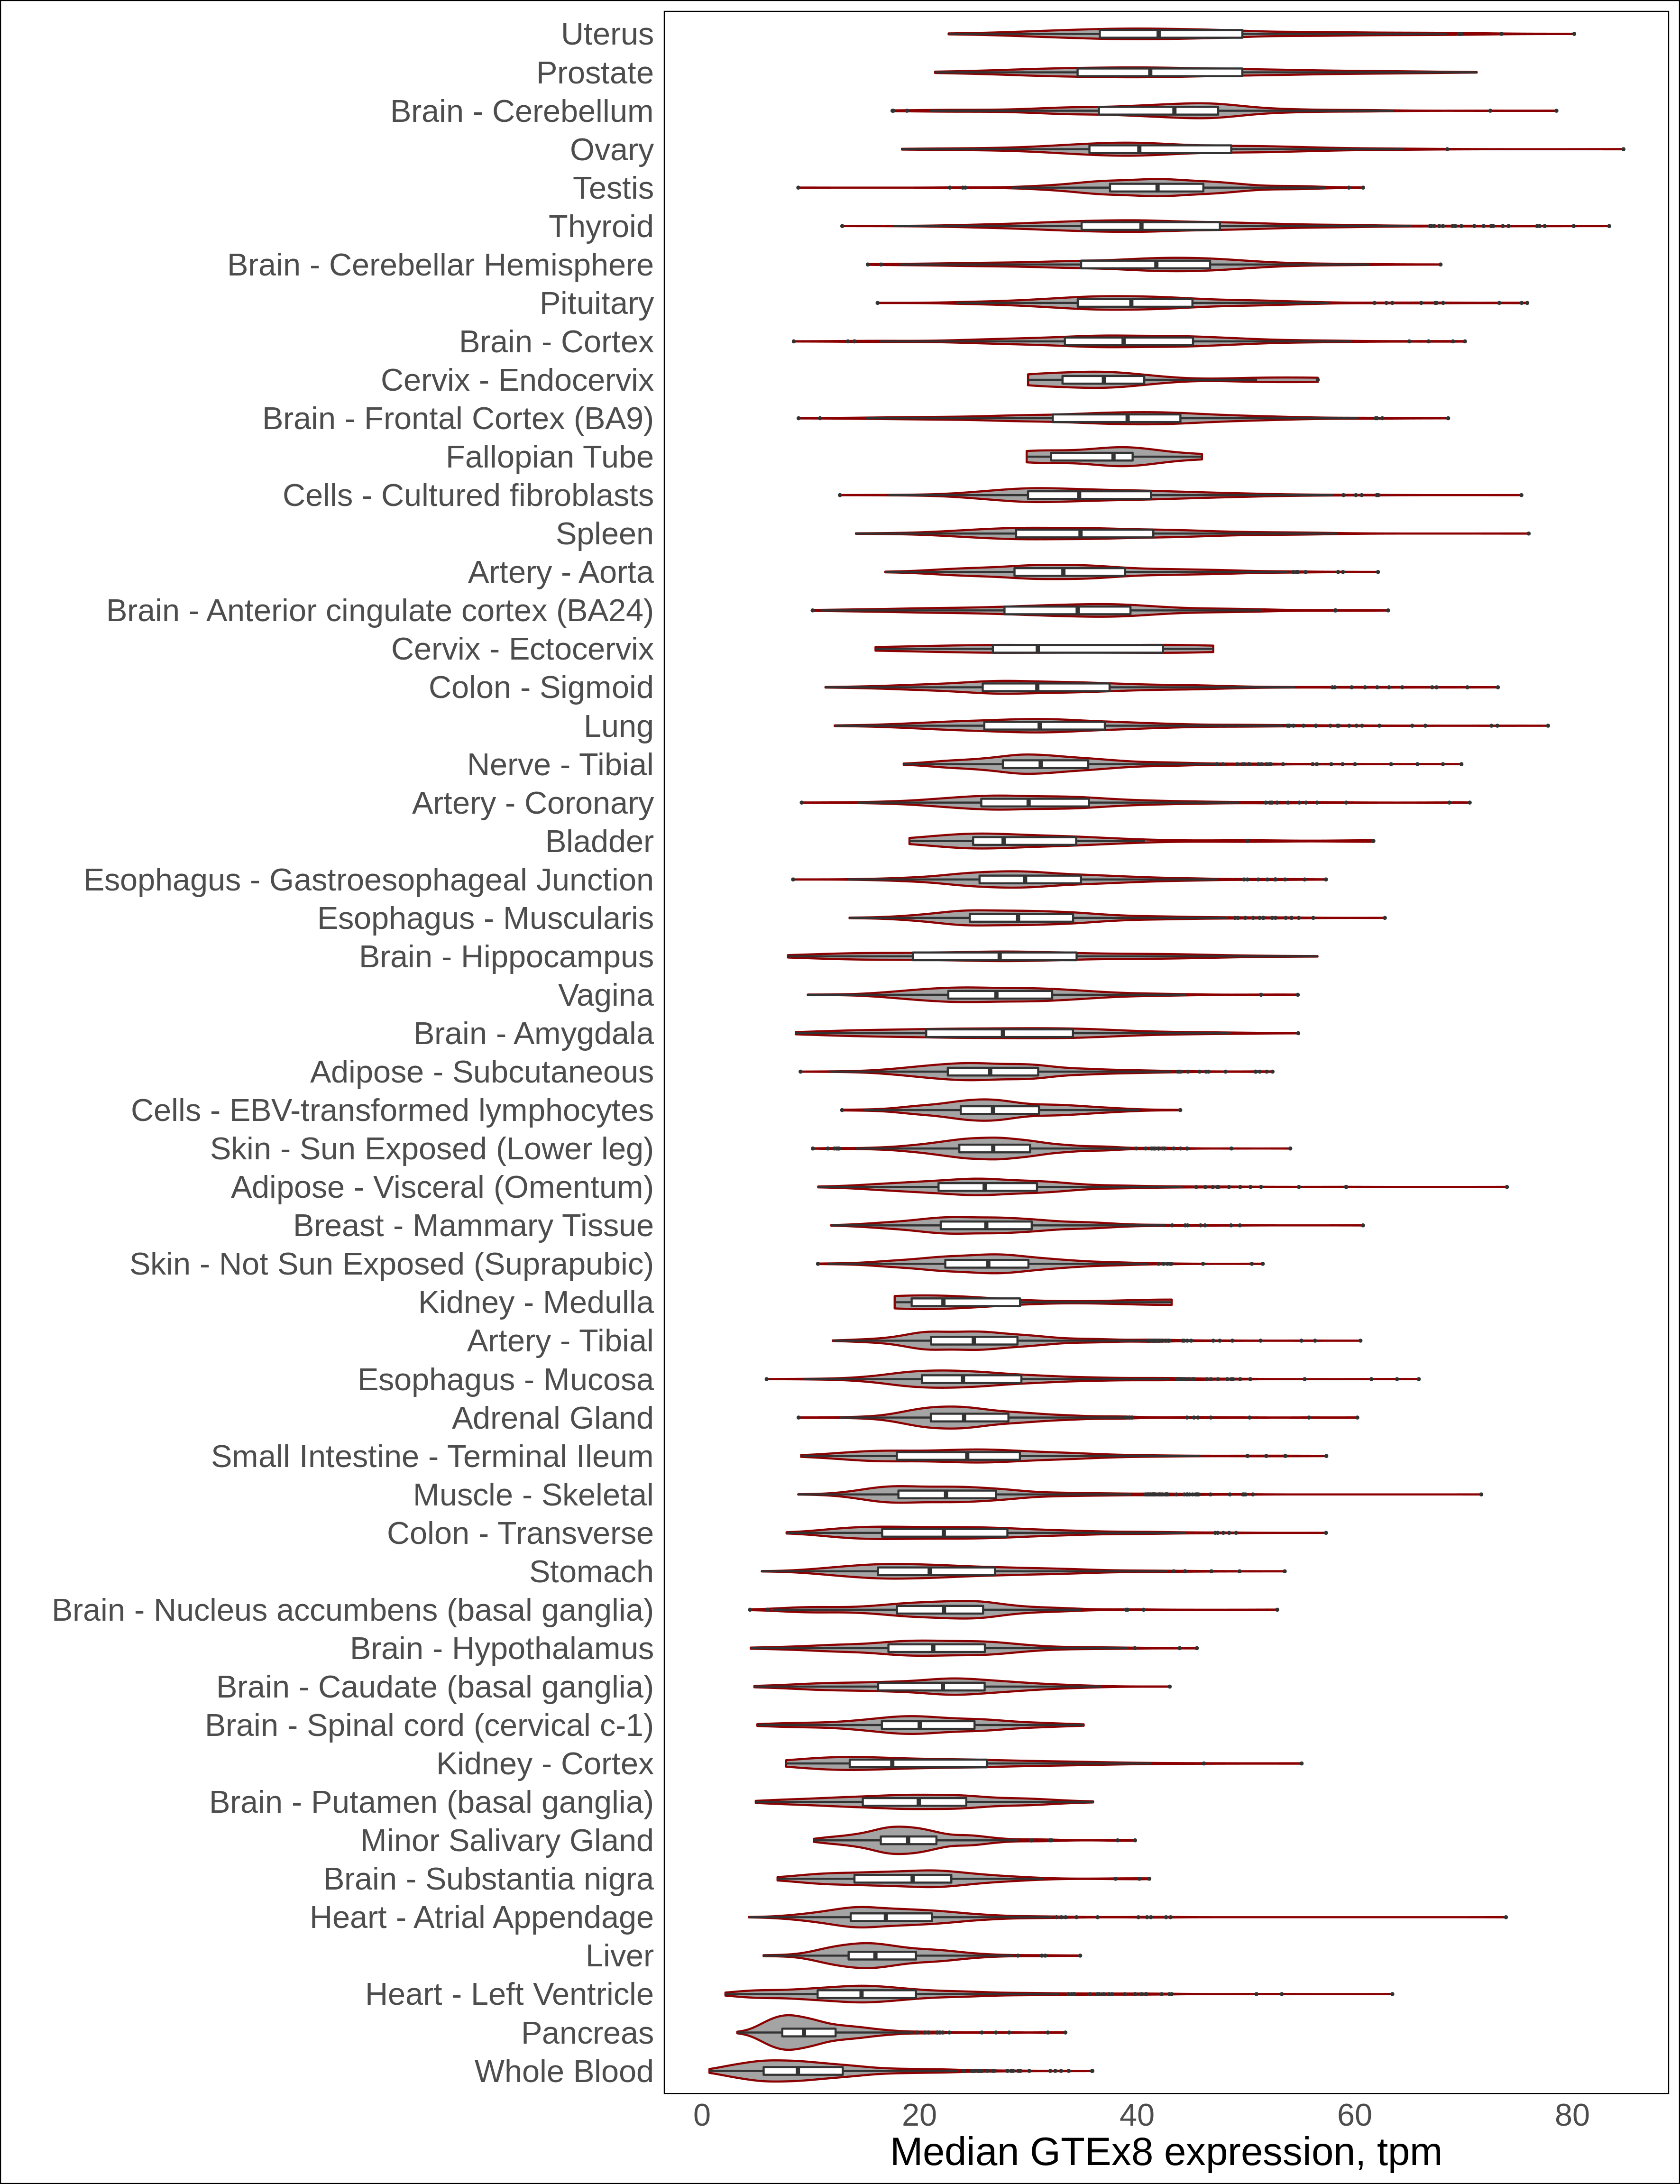 Uterus
Prostate
Brain - Cerebellum
Ovary
Testis
Thyroid
Brain - Cerebellar Hemisphere
Pituitary
Brain - Cortex
Cervix - Endocervix
Brain - Frontal Cortex (BA9)
Fallopian Tube
Cells - Cultured fibroblasts
Spleen
Artery - Aorta
Brain - Anterior cingulate cortex (BA24)
Cervix - Ectocervix
Colon - Sigmoid
Lung
Nerve - Tibial
Artery - Coronary
Bladder
Esophagus - Gastroesophageal Junction
Esophagus - Muscularis
Brain - Hippocampus
Vagina
Brain - Amygdala
Adipose - Subcutaneous
Cells - EBV-transformed lymphocytes
Skin - Sun Exposed (Lower leg)
Adipose - Visceral (Omentum)
Breast - Mammary Tissue
Skin - Not Sun Exposed (Suprapubic)
Kidney - Medulla
Artery - Tibial
Esophagus - Mucosa
Adrenal Gland
Small Intestine - Terminal Ileum
Muscle - Skeletal
Colon - Transverse
Stomach
Brain - Nucleus accumbens (basal ganglia)
Brain - Hypothalamus
Brain - Caudate (basal ganglia)
Brain - Spinal cord (cervical c-1)
Kidney - Cortex
Brain - Putamen (basal ganglia)
Minor Salivary Gland
Brain - Substantia nigra
Heart - Atrial Appendage
Liver
Heart - Left Ventricle
Pancreas
Whole Blood
0 20 40 60 80
Median GTEx8 expression, tpm